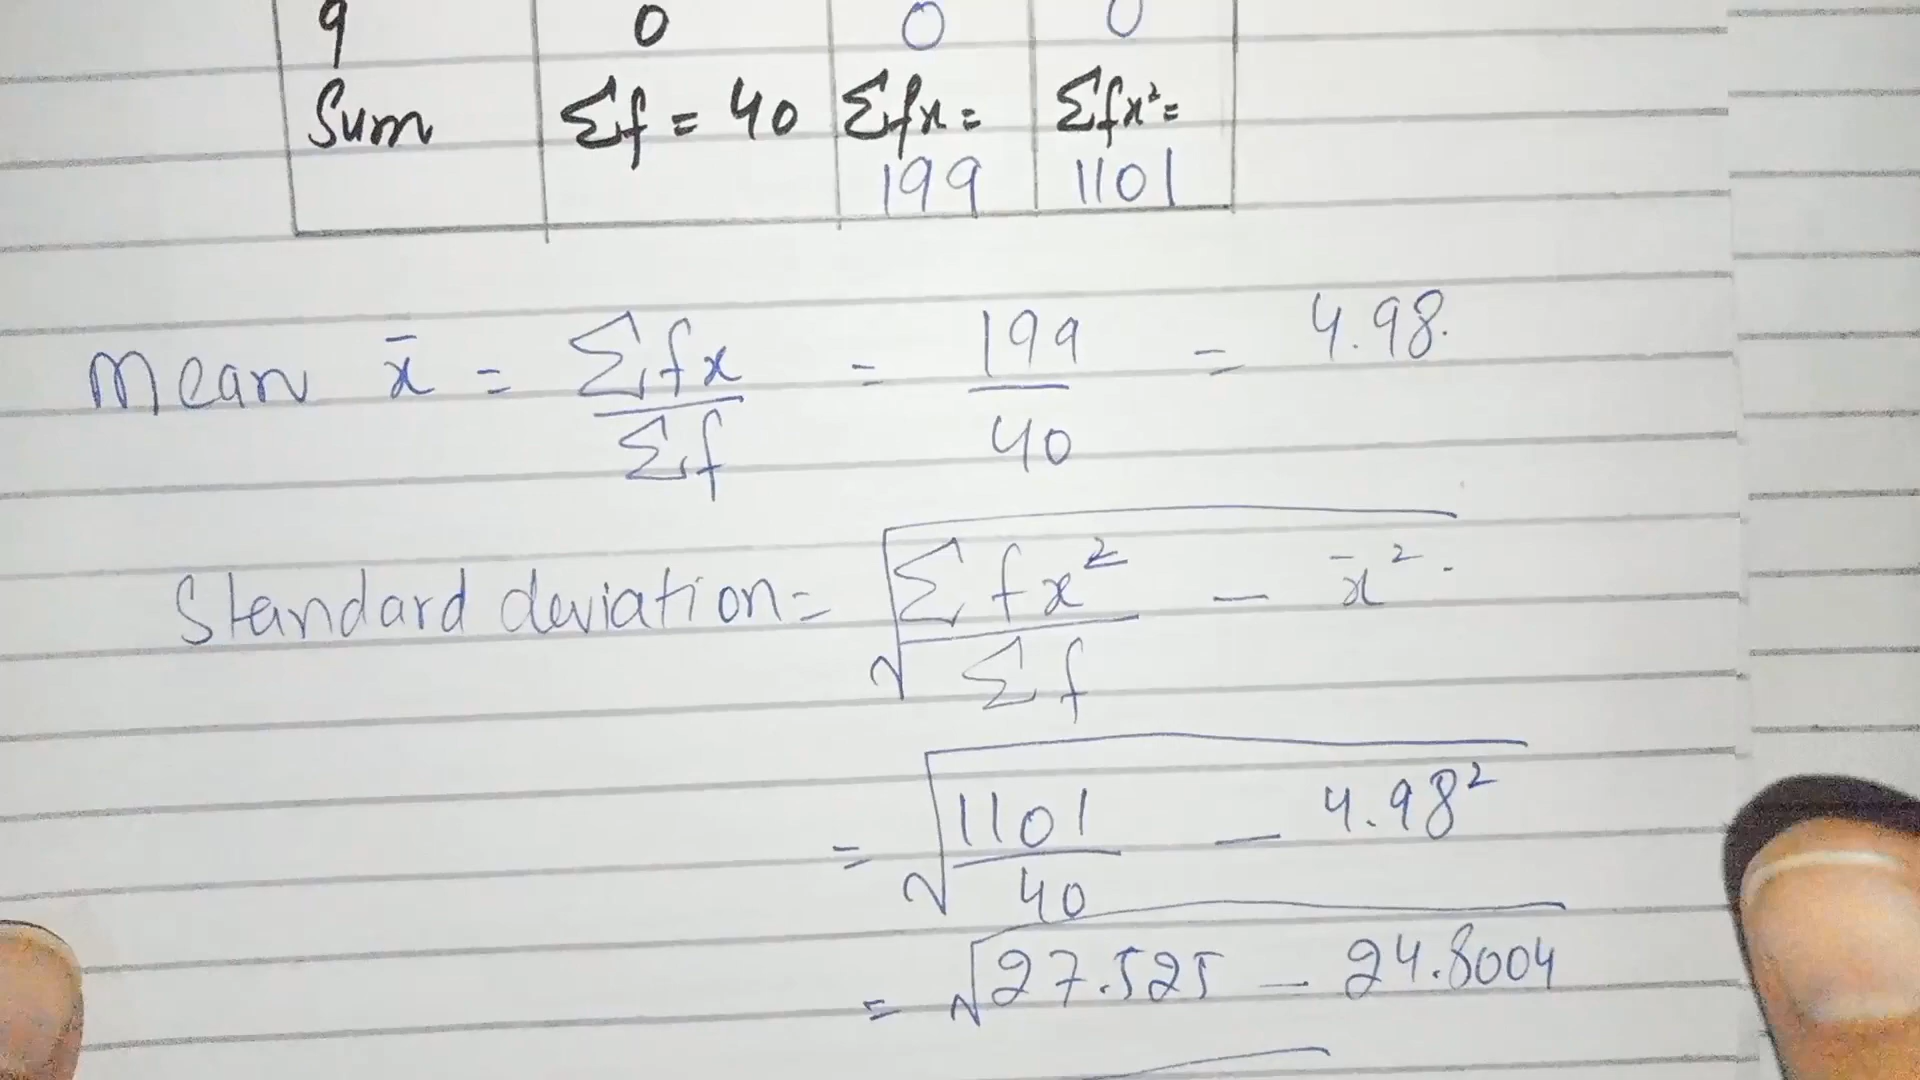 9 0 0 0
Sum Σf = 40 Σfx = Σfx² =
199 1101
Mean x̄ = Σfx / Σf = 199 / 40 = 4.98.
Standard deviation = √(Σfx² / Σf − x̄²).
= √(1101 / 40 − 4.98²)
= √(27.525 − 24.8004)